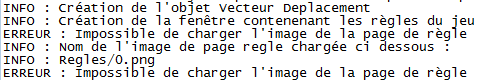 INFO : Création de l'objet Vecteur Deplacement
INFO : Création de la fenêtre contenenant les règles du jeu
ERREUR : Impossible de charger l'image de la page de règle
INFO : Nom de l'image de page regle chargée ci dessous :
INFO : Regles/0.png
ERREUR : Impossible de charger l'image de la page de règle